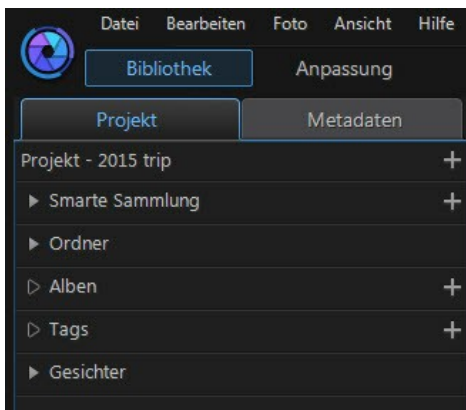 Datei Bearbeiten Foto Ansicht Hilfe
Bibliothek Anpassung
Projekt Metadaten
Projekt - 2015 trip
Smarte Sammlung
Ordner
Alben
Tags
Gesichter